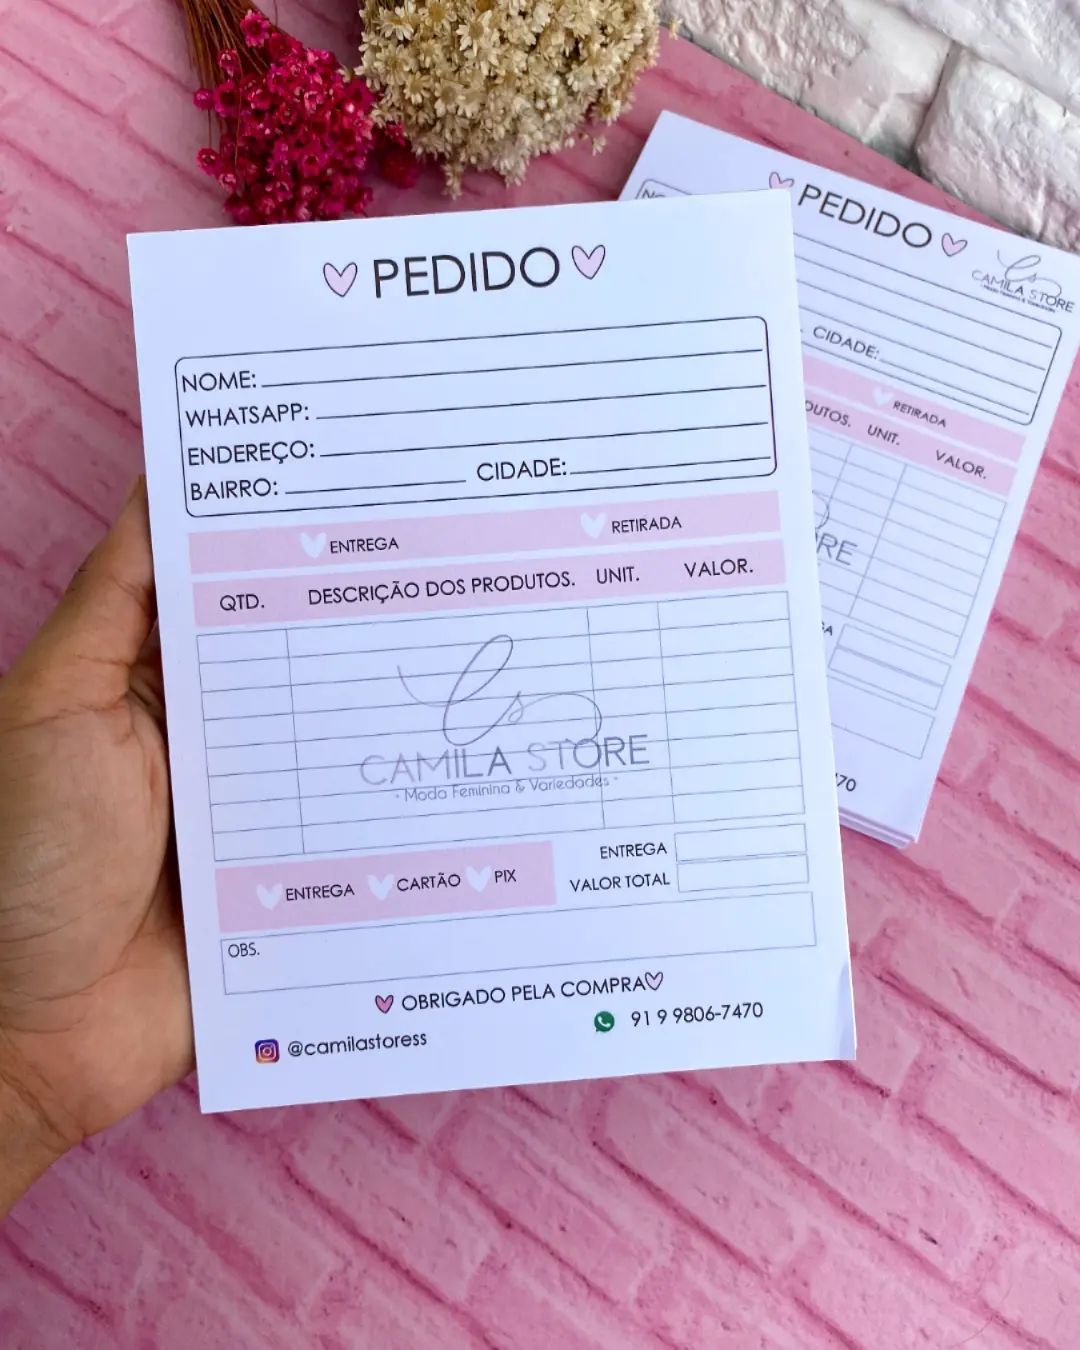 PEDIDO
NOME:
WHATSAPP:
ENDEREÇO:
BAIRRO: CIDADE:
ENTREGA RETIRADA
QTD. DESCRIÇÃO DOS PRODUTOS. UNIT. VALOR.
cs
CAMILA STORE
· Moda Feminina & Variedades ·
ENTREGA
VALOR TOTAL
ENTREGA CARTÃO PIX
OBS.
OBRIGADO PELA COMPRA
@camilastoress 91 9 9806-7470
PEDIDO
CAMILA STORE
CIDADE:
RETIRADA
UNIT. VALOR.